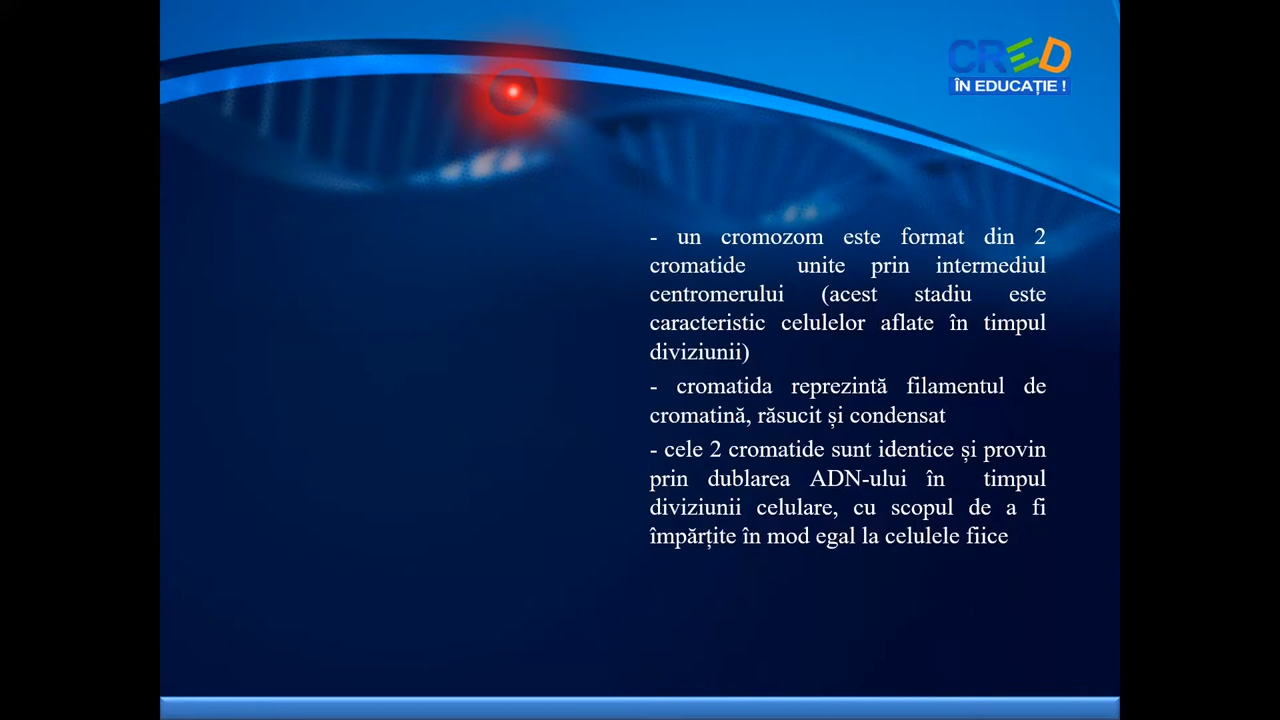 CRED
ÎN EDUCAȚIE !
- un cromozom este format din 2
cromatide unite prin intermediul
centromerului (acest stadiu este
caracteristic celulelor aflate în timpul
diviziunii)
- cromatida reprezintă filamentul de
cromatină, răsucit și condensat
- cele 2 cromatide sunt identice și provin
prin dublarea ADN-ului în timpul
diviziunii celulare, cu scopul de a fi
împărțite în mod egal la celulele fiice